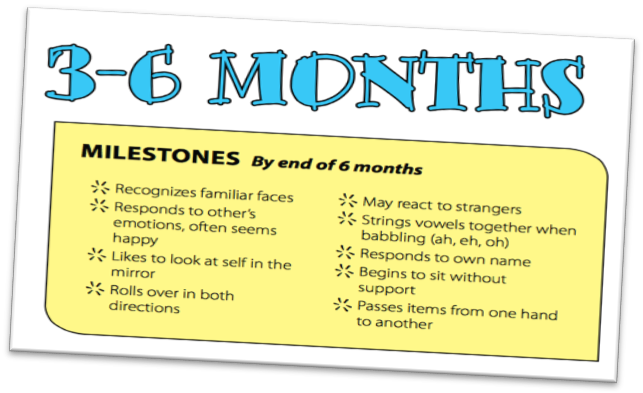 3-6 MONTHS
MILESTONES By end of 6 months
Recognizes familiar faces
Responds to other's
emotions, often seems
happy
Likes to look at self in the
mirror
Rolls over in both
directions
May react to strangers
Strings vowels together when
babbling (ah, eh, oh)
Responds to own name
Begins to sit without
support
Passes items from one hand
to another